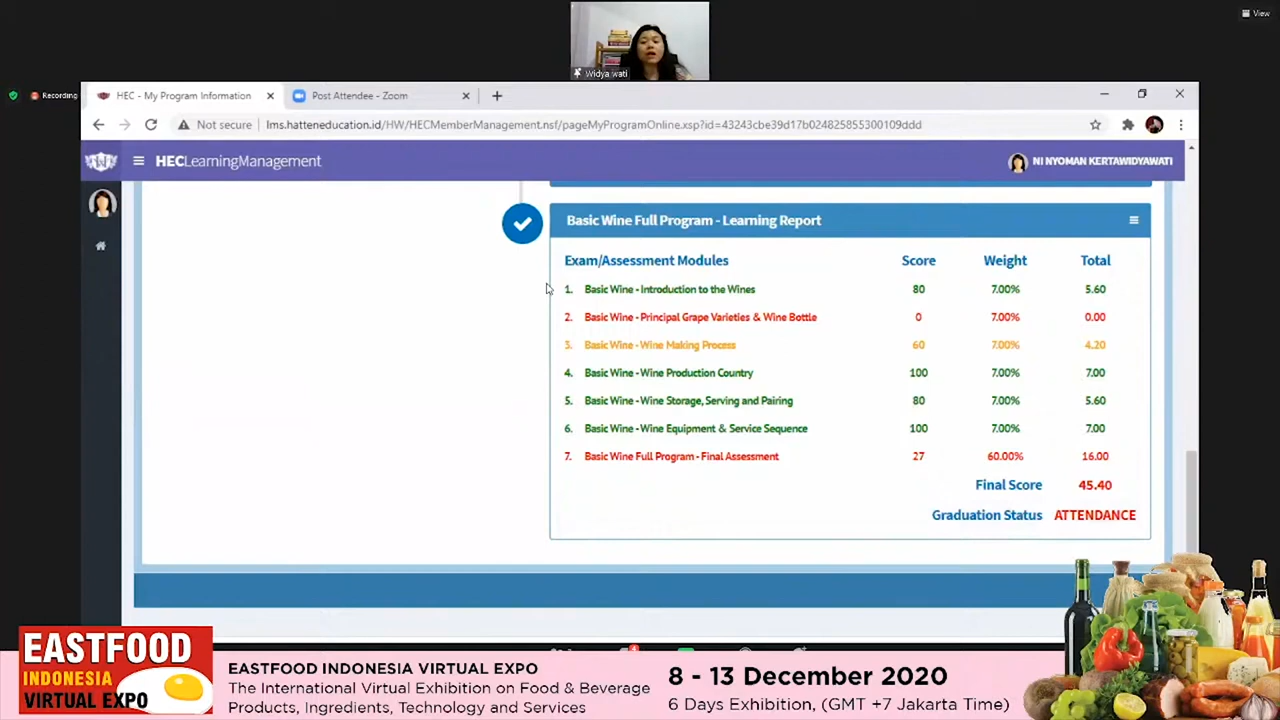 View
Widya wati
Recording
HEC - My Program Information
Post Attendee - Zoom
Not secure
lms.hatteneducation.id/HW/HECMemberManagement.nsf/pageMyProgramOnline.xsp?id=43243cbe39d17b024825855300109ddd
HECLearningManagement
NI NYOMAN KERTAWIDYAWATI
Basic Wine Full Program - Learning Report
Exam/Assessment Modules Score Weight Total
1. Basic Wine - Introduction to the Wines 80 7.00% 5.60
2. Basic Wine - Principal Grape Varieties & Wine Bottle 0 7.00% 0.00
3. Basic Wine - Wine Making Process 60 7.00% 4.20
4. Basic Wine - Wine Production Country 100 7.00% 7.00
5. Basic Wine - Wine Storage, Serving and Pairing 80 7.00% 5.60
6. Basic Wine - Wine Equipment & Service Sequence 100 7.00% 7.00
7. Basic Wine Full Program - Final Assessment 27 60.00% 16.00
Final Score 45.40
Graduation Status ATTENDANCE
EASTFOOD
INDONESIA
VIRTUAL EXPO
EASTFOOD INDONESIA VIRTUAL EXPO
The International Virtual Exhibition on Food & Beverage
Products, Ingredients, Technology and Services
8 - 13 December 2020
6 Days Exhibition, (GMT +7 Jakarta Time)